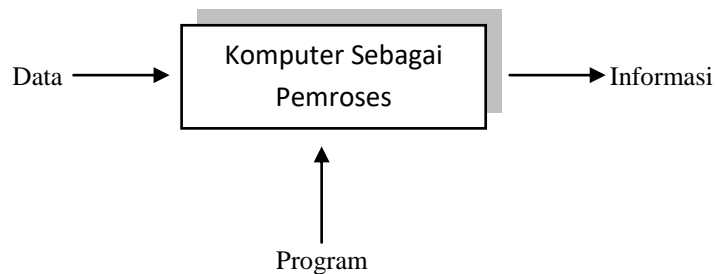 Komputer Sebagai
Pemroses
Data
Informasi
Program